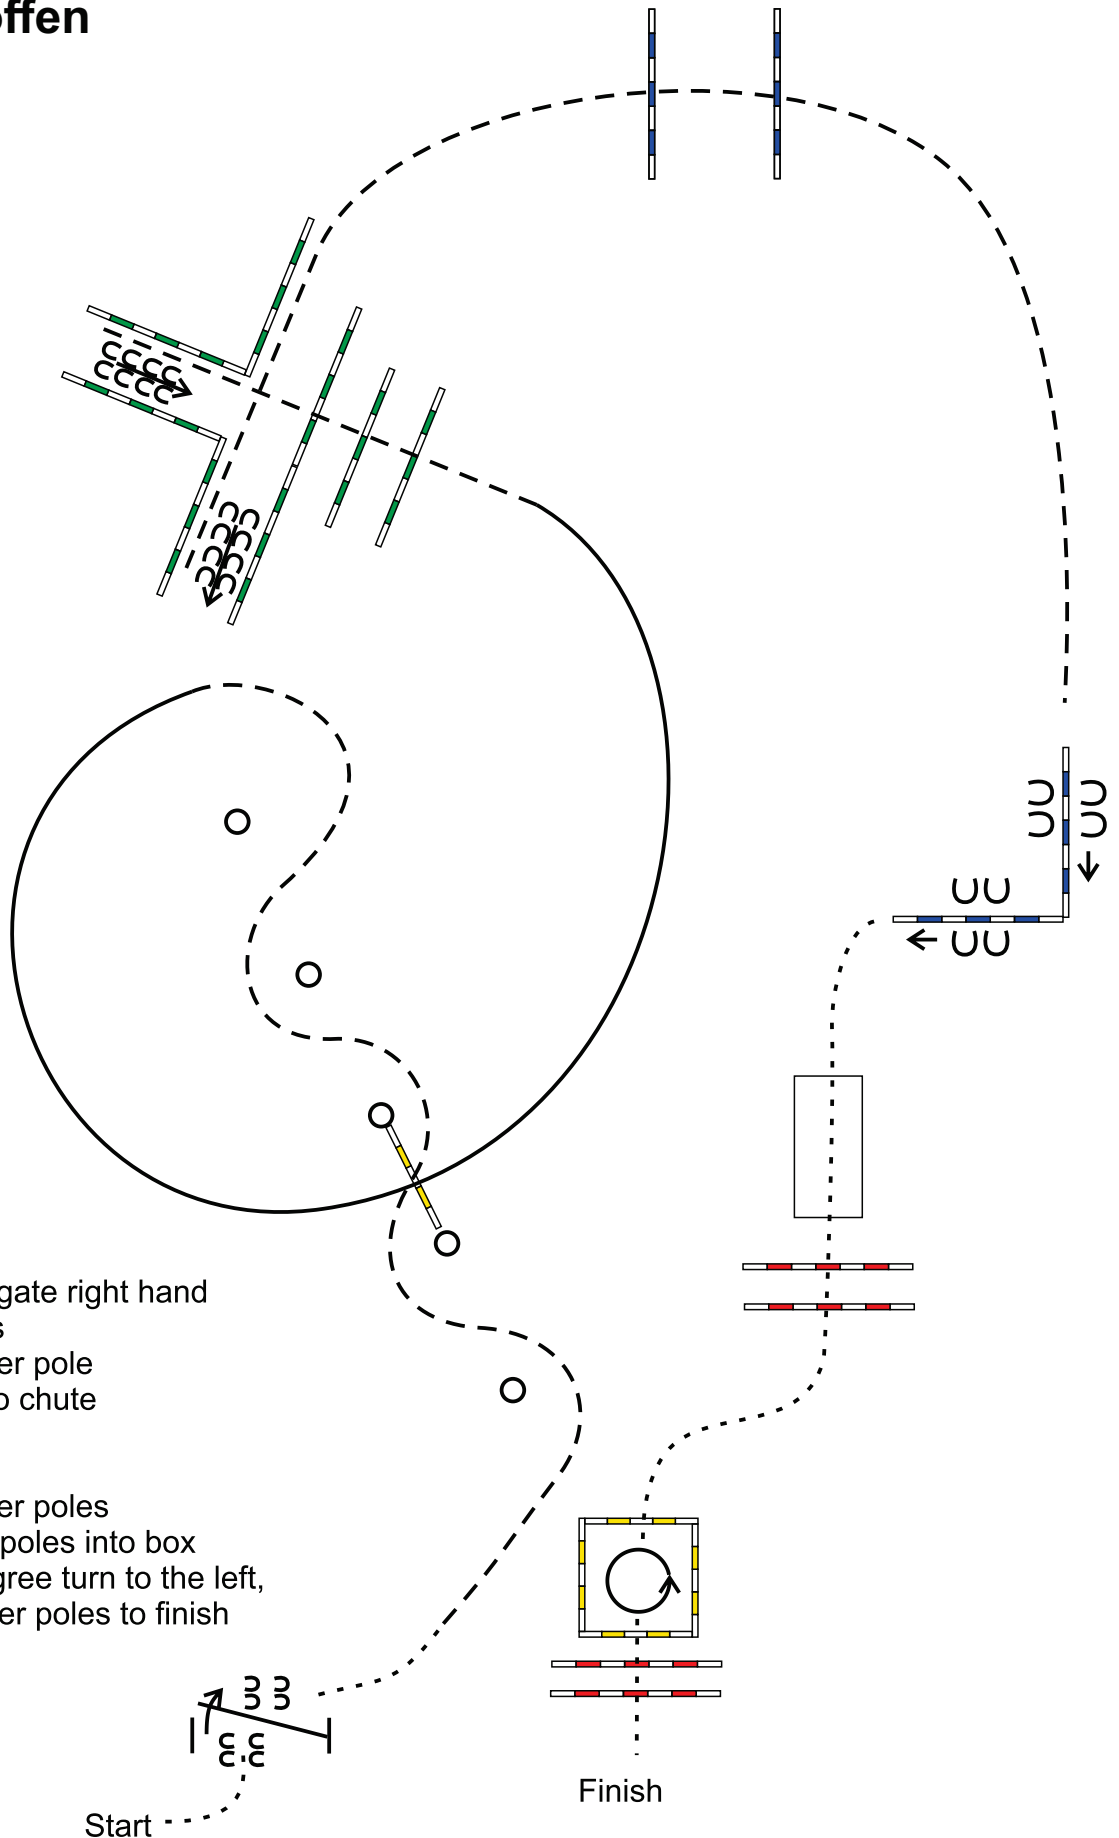 offen
gate right hand
s
er pole
o chute
er poles
poles into box
gree turn to the left,
er poles to finish
Start
Finish